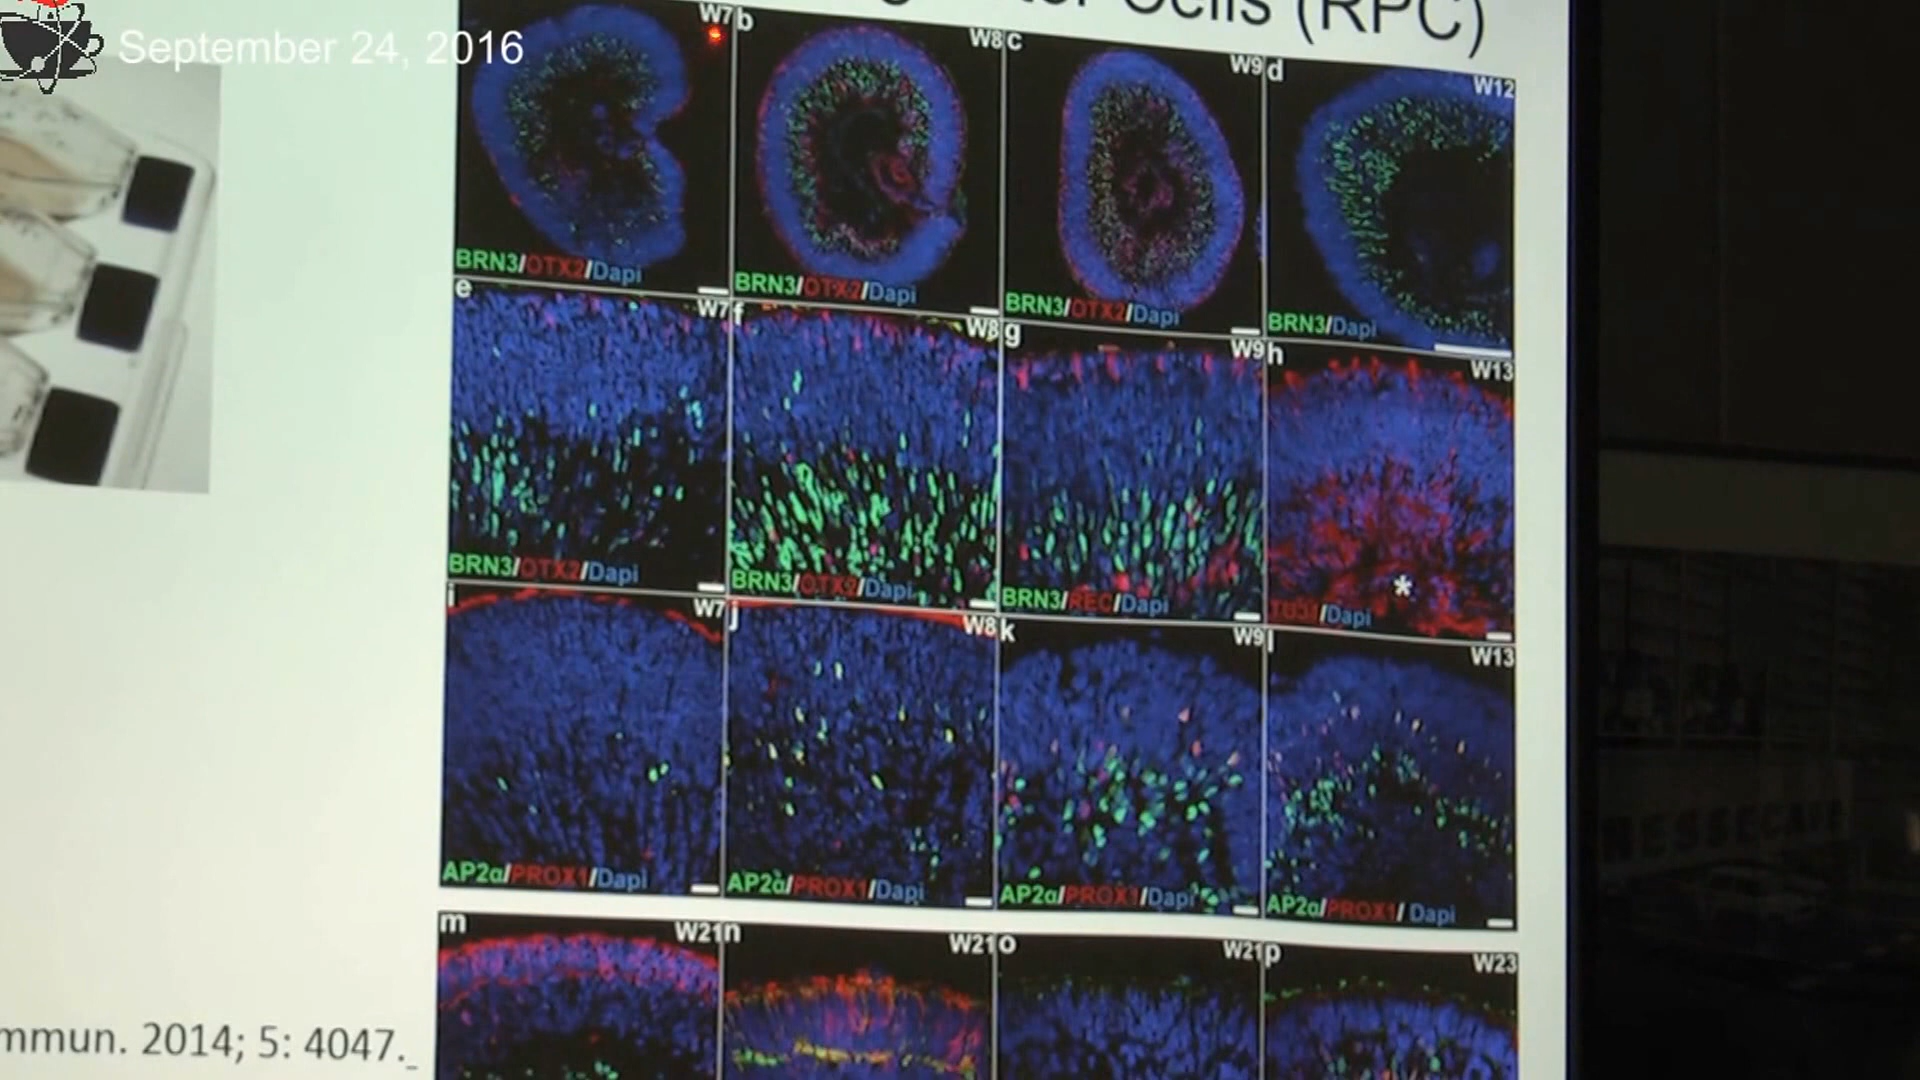 Cells (RPC)
September 24, 2016
W7 b W8 c W9 d W12
BRN3/OTX2/Dapi
BRN3/OTX2/Dapi
BRN3/OTX2/Dapi
BRN3/Dapi
e W7 f W8 g W9 h W13
BRN3/OTX2/Dapi
BRN3/OTX2/Dapi
BRN3/REC/Dapi
TUJ1/Dapi
*
i W7 j W8 k W9 l W13
AP2α/PROX1/Dapi
AP2α/PROX1/Dapi
AP2α/PROX1/Dapi
AP2α/PROX1/ Dapi
m W21 n W21 o W21 p W23
mmun. 2014; 5: 4047.